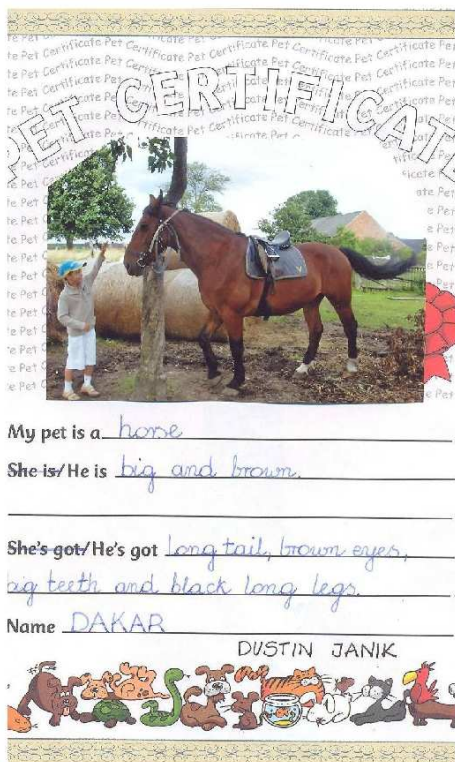 PET CERTIFICATE
My pet is a horse
She is/He is big and brown.
She's got/He's got long tail, brown eyes,
big teeth and black long legs.
Name DAKAR
DUSTIN JANIK